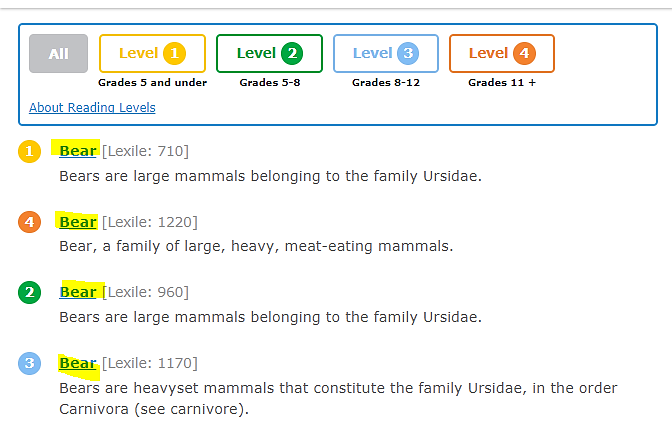 All Level 1 Level 2 Level 3 Level 4
Grades 5 and under Grades 5-8 Grades 8-12 Grades 11 +
About Reading Levels
1 Bear [Lexile: 710]
Bears are large mammals belonging to the family Ursidae.
4 Bear [Lexile: 1220]
Bear, a family of large, heavy, meat-eating mammals.
2 Bear [Lexile: 960]
Bears are large mammals belonging to the family Ursidae.
3 Bear [Lexile: 1170]
Bears are heavyset mammals that constitute the family Ursidae, in the order
Carnivora (see carnivore).